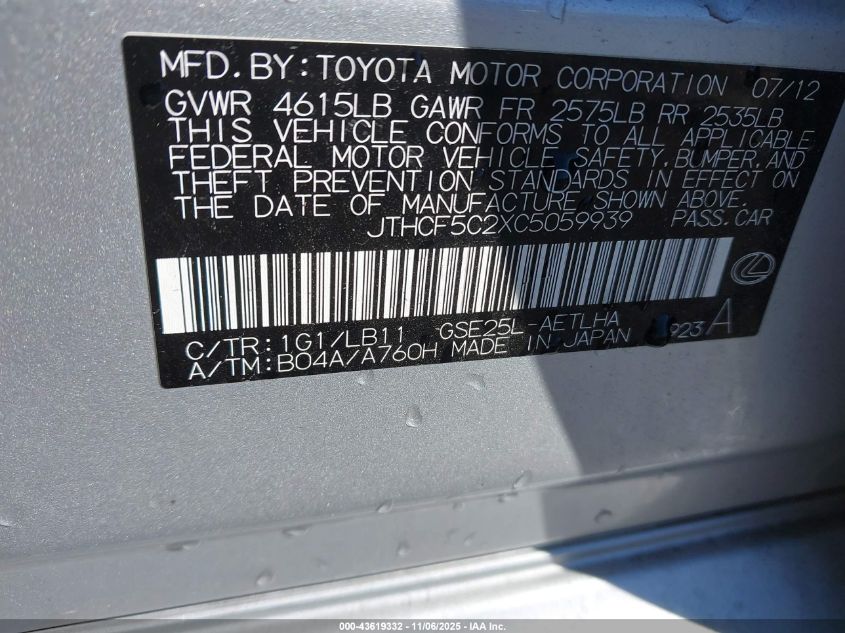 MFD. BY: TOYOTA MOTOR CORPORATION 07/12
GVWR 4615LB GAWR FR 2575LB RR 2535LB
THIS VEHICLE CONFORMS TO ALL APPLICABLE
FEDERAL MOTOR VEHICLE SAFETY, BUMPER, AND
THEFT PREVENTION STANDARDS IN EFFECT ON
THE DATE OF MANUFACTURE SHOWN ABOVE.
JTHCF5C2XC5059939 PASS. CAR
C/TR: 1G1/LB11 GSE25L-AETLHA
A/TM: B04A/A760H MADE IN JAPAN 923 A
000-43619332 - 11/06/2025 - IAA Inc.